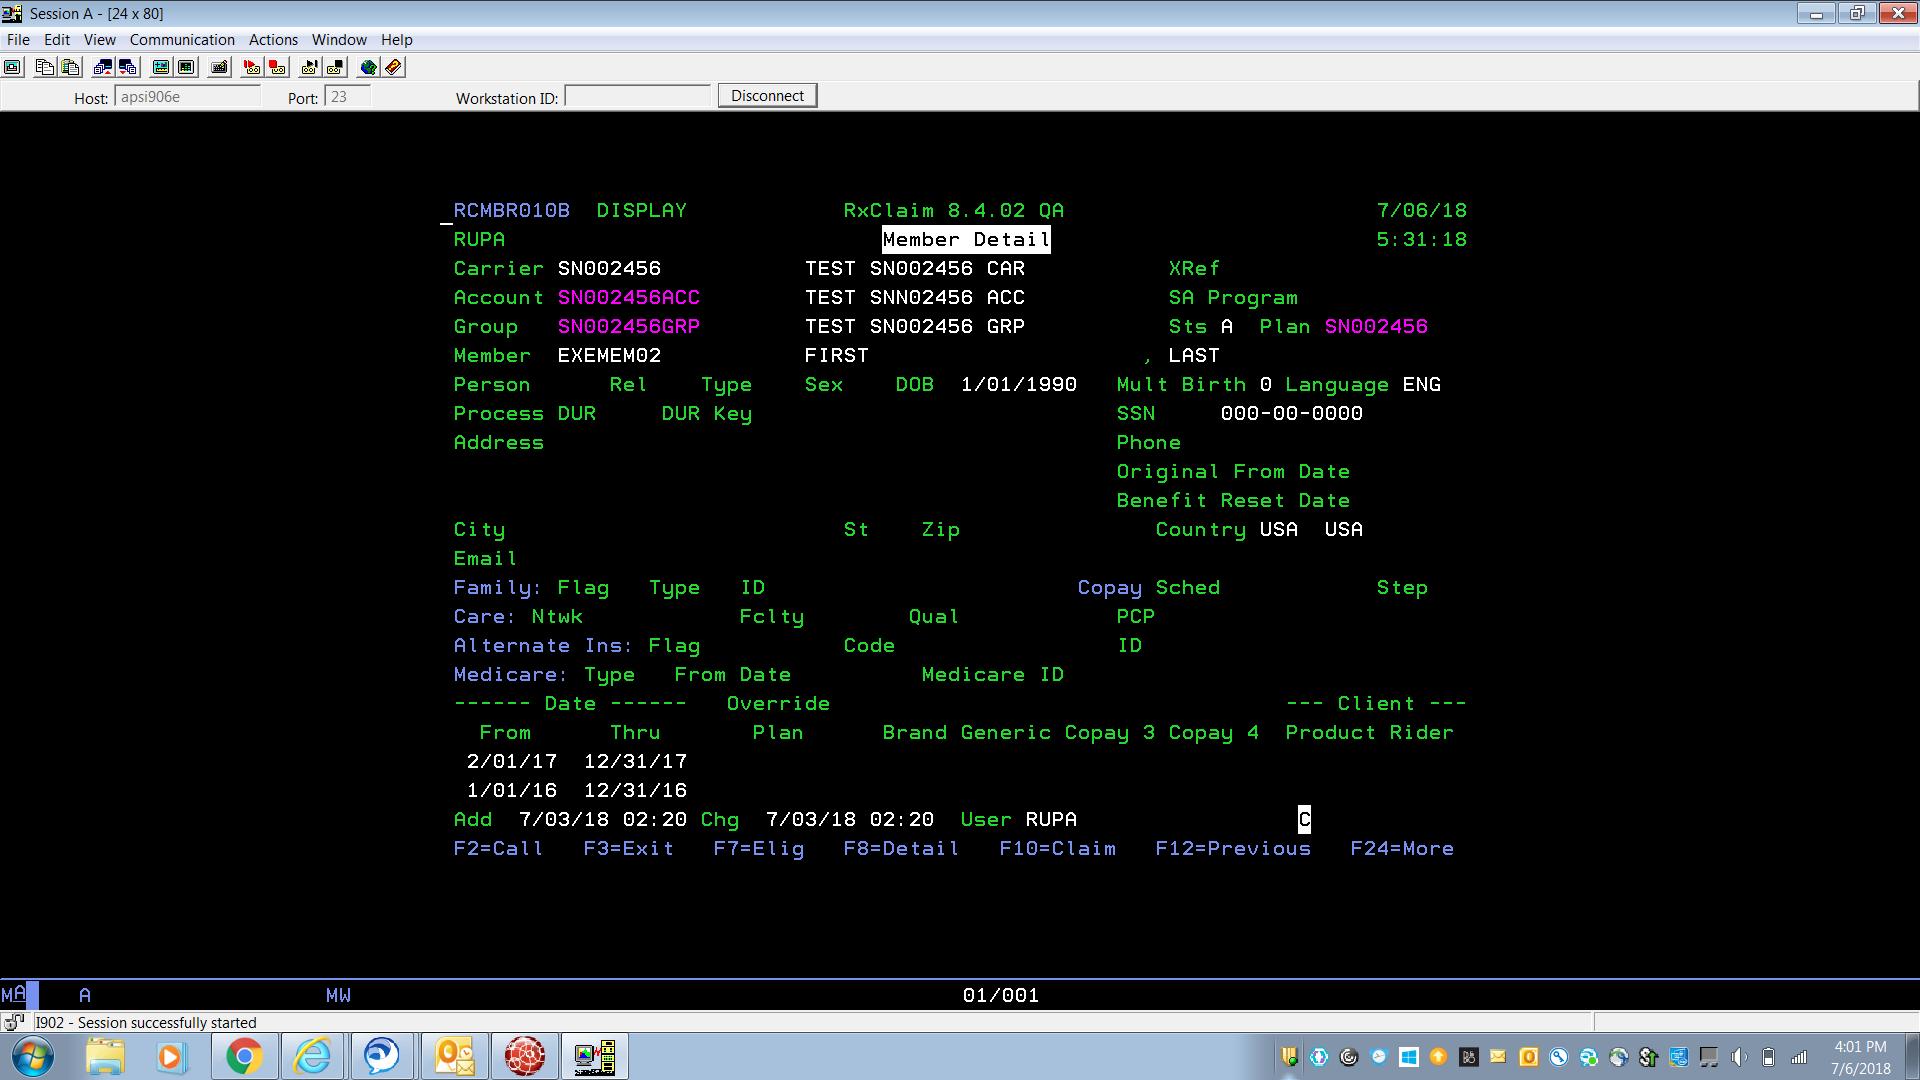 Session A - [24 x 80]
File Edit View Communication Actions Window Help
Host: apsi906e Port: 23 Workstation ID: Disconnect
RCMBR010B DISPLAY RxClaim 8.4.02 QA 7/06/18
RUPA Member Detail 5:31:18
Carrier SN002456 TEST SN002456 CAR XRef
Account SN002456ACC TEST SNN02456 ACC SA Program
Group SN002456GRP TEST SN002456 GRP Sts A Plan SN002456
Member EXEMEM02 FIRST , LAST
Person Rel Type Sex DOB 1/01/1990 Mult Birth 0 Language ENG
Process DUR DUR Key SSN 000-00-0000
Address Phone
Original From Date
Benefit Reset Date
City St Zip Country USA USA
Email
Family: Flag Type ID Copay Sched Step
Care: Ntwk Fclty Qual PCP
Alternate Ins: Flag Code ID
Medicare: Type From Date Medicare ID
------ Date ------ Override --- Client ---
From Thru Plan Brand Generic Copay 3 Copay 4 Product Rider
2/01/17 12/31/17
1/01/16 12/31/16
Add 7/03/18 02:20 Chg 7/03/18 02:20 User RUPA C
F2=Call F3=Exit F7=Elig F8=Detail F10=Claim F12=Previous F24=More
MA A MW 01/001
I902 - Session successfully started
4:01 PM
7/6/2018